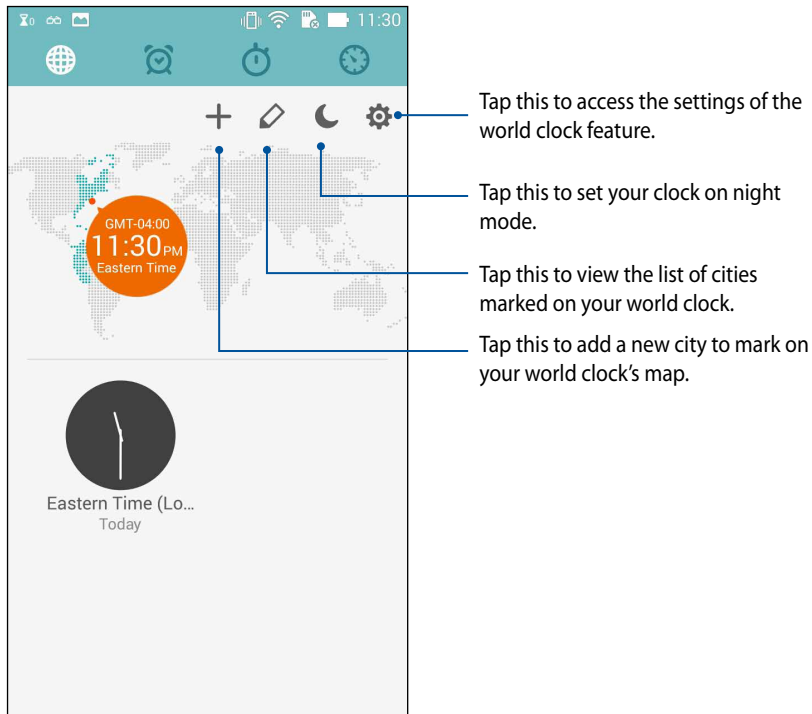 0
11:30
Tap this to access the settings of the
world clock feature.
Tap this to set your clock on night
mode.
GMT-04:00
11:30PM
Eastern Time
Tap this to view the list of cities
marked on your world clock.
Tap this to add a new city to mark on
your world clock’s map.
Eastern Time (Lo...
Today